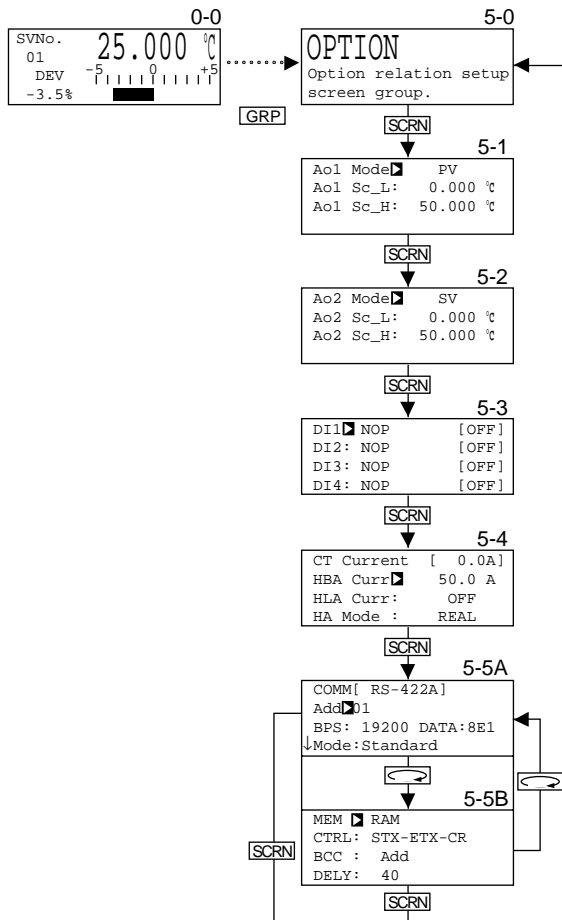 0-0
SVNo.
01
25.000 ℃
DEV
-5 0 +5
-3.5%
GRP
5-0
OPTION
Option relation setup
screen group.
SCRN
5-1
Ao1 Mode PV
Ao1 Sc_L: 0.000 ℃
Ao1 Sc_H: 50.000 ℃
SCRN
5-2
Ao2 Mode SV
Ao2 Sc_L: 0.000 ℃
Ao2 Sc_H: 50.000 ℃
SCRN
5-3
DI1 NOP [OFF]
DI2: NOP [OFF]
DI3: NOP [OFF]
DI4: NOP [OFF]
SCRN
5-4
CT Current [ 0.0A]
HBA Curr 50.0 A
HLA Curr: OFF
HA Mode : REAL
SCRN
5-5A
COMM[ RS-422A]
Add 01
BPS: 19200 DATA:8E1
↓Mode:Standard
5-5B
MEM RAM
CTRL: STX-ETX-CR
BCC : Add
DELY: 40
SCRN
SCRN